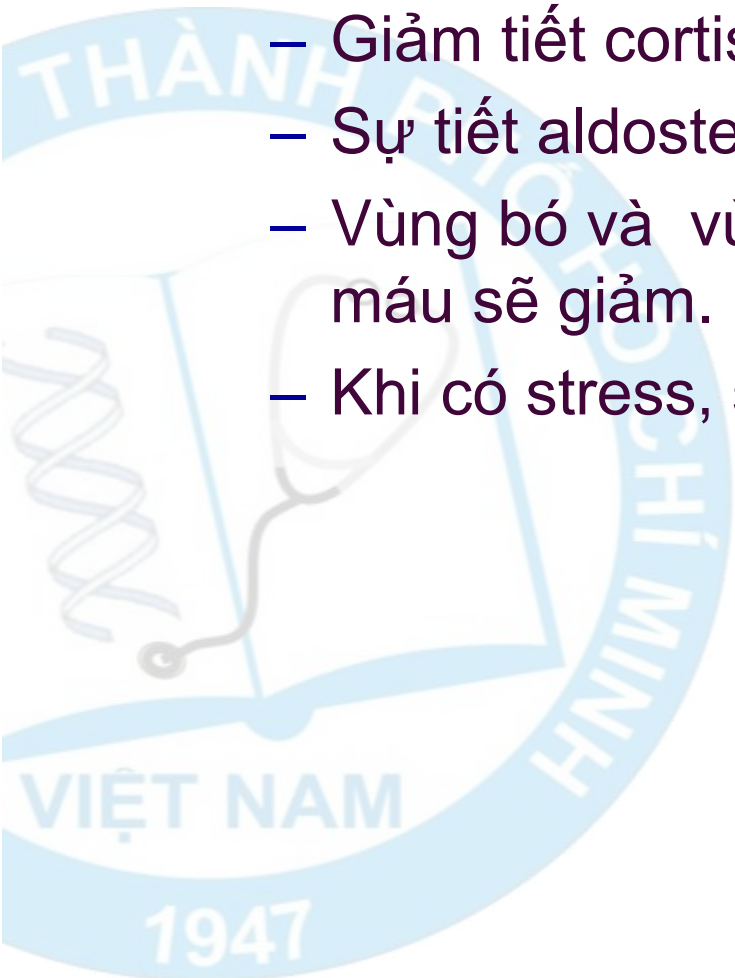 – Giảm tiết cortis
– Sự tiết aldoste
– Vùng bó và vù
máu sẽ giảm.
– Khi có stress, s
THÀNH PHỐ HỒ CHÍ MINH
VIỆT NAM
1947